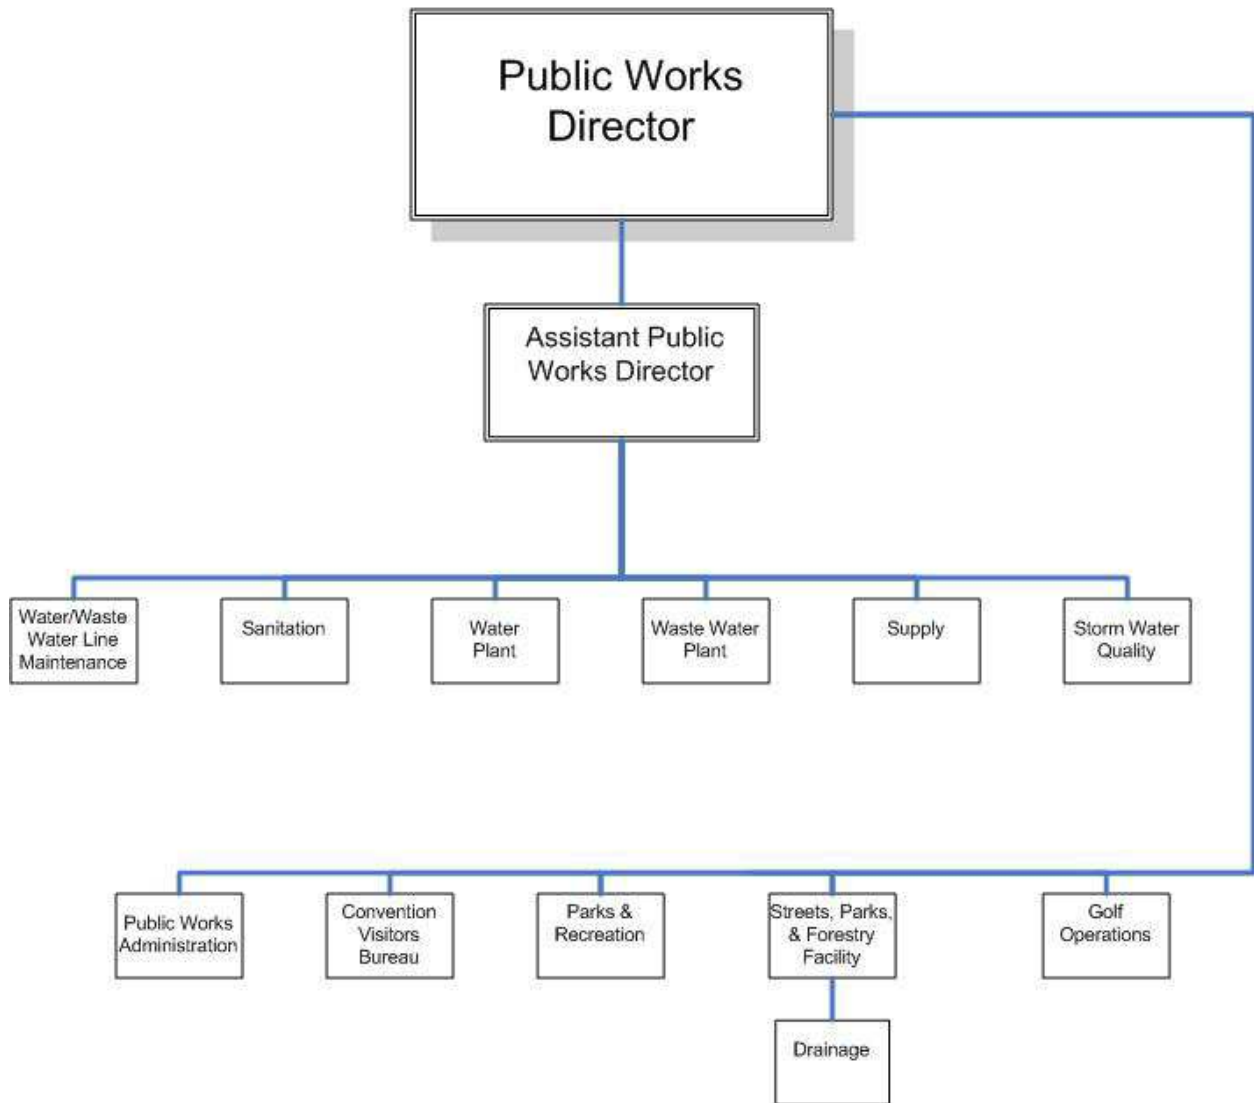 Public Works
Director
Assistant Public
Works Director
Water/Waste
Water Line
Maintenance
Sanitation
Water
Plant
Waste Water
Plant
Supply
Storm Water
Quality
Public Works
Administration
Convention
Visitors
Bureau
Parks &
Recreation
Streets, Parks,
& Forestry
Facility
Golf
Operations
Drainage